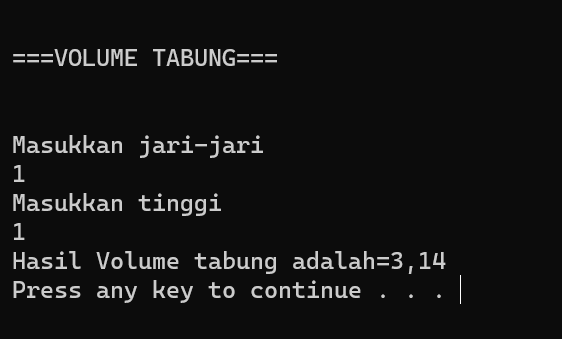 ===VOLUME TABUNG===
Masukkan jari-jari
1
Masukkan tinggi
1
Hasil Volume tabung adalah=3,14
Press any key to continue . . .